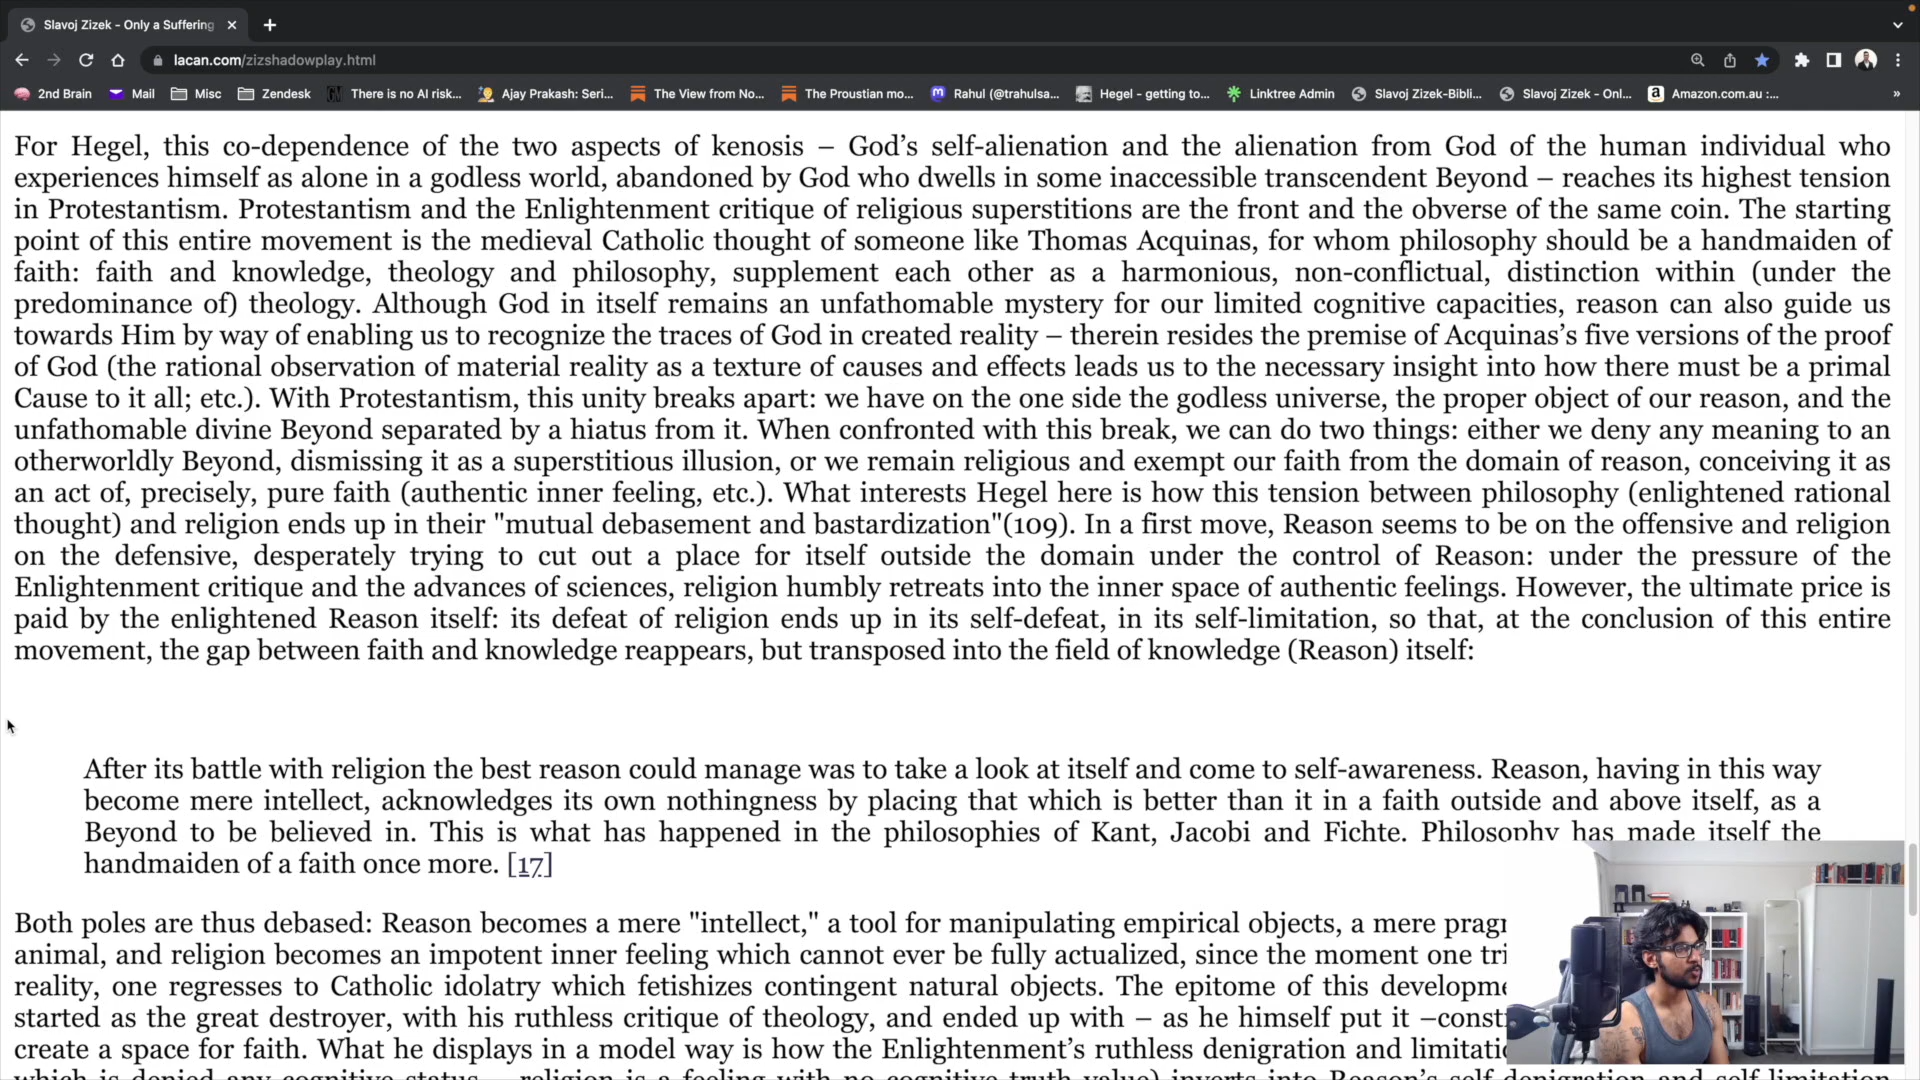 Slavoj Zizek - Only a Suffering
lacan.com/zizshadowplay.html
2nd Brain
Mail
Misc
Zendesk
There is no AI risk...
Ajay Prakash: Seri...
The View from No...
The Proustian mo...
Rahul (@trahulsa...
Hegel - getting to...
Linktree Admin
Slavoj Zizek-Bibli...
Slavoj Zizek - Onl...
Amazon.com.au :...
For Hegel, this co-dependence of the two aspects of kenosis – God’s self-alienation and the alienation from God of the human individual who
experiences himself as alone in a godless world, abandoned by God who dwells in some inaccessible transcendent Beyond – reaches its highest tension
in Protestantism. Protestantism and the Enlightenment critique of religious superstitions are the front and the obverse of the same coin. The starting
point of this entire movement is the medieval Catholic thought of someone like Thomas Acquinas, for whom philosophy should be a handmaiden of
faith: faith and knowledge, theology and philosophy, supplement each other as a harmonious, non-conflictual, distinction within (under the
predominance of) theology. Although God in itself remains an unfathomable mystery for our limited cognitive capacities, reason can also guide us
towards Him by way of enabling us to recognize the traces of God in created reality – therein resides the premise of Acquinas’s five versions of the proof
of God (the rational observation of material reality as a texture of causes and effects leads us to the necessary insight into how there must be a primal
Cause to it all; etc.). With Protestantism, this unity breaks apart: we have on the one side the godless universe, the proper object of our reason, and the
unfathomable divine Beyond separated by a hiatus from it. When confronted with this break, we can do two things: either we deny any meaning to an
otherworldly Beyond, dismissing it as a superstitious illusion, or we remain religious and exempt our faith from the domain of reason, conceiving it as
an act of, precisely, pure faith (authentic inner feeling, etc.). What interests Hegel here is how this tension between philosophy (enlightened rational
thought) and religion ends up in their "mutual debasement and bastardization"(109). In a first move, Reason seems to be on the offensive and religion
on the defensive, desperately trying to cut out a place for itself outside the domain under the control of Reason: under the pressure of the
Enlightenment critique and the advances of sciences, religion humbly retreats into the inner space of authentic feelings. However, the ultimate price is
paid by the enlightened Reason itself: its defeat of religion ends up in its self-defeat, in its self-limitation, so that, at the conclusion of this entire
movement, the gap between faith and knowledge reappears, but transposed into the field of knowledge (Reason) itself:
After its battle with religion the best reason could manage was to take a look at itself and come to self-awareness. Reason, having in this way
become mere intellect, acknowledges its own nothingness by placing that which is better than it in a faith outside and above itself, as a
Beyond to be believed in. This is what has happened in the philosophies of Kant, Jacobi and Fichte. Philosophy has made itself the
handmaiden of a faith once more. [17]
Both poles are thus debased: Reason becomes a mere "intellect," a tool for manipulating empirical objects, a mere pragr
animal, and religion becomes an impotent inner feeling which cannot ever be fully actualized, since the moment one tri
reality, one regresses to Catholic idolatry which fetishizes contingent natural objects. The epitome of this developme
started as the great destroyer, with his ruthless critique of theology, and ended up with – as he himself put it –const
create a space for faith. What he displays in a model way is how the Enlightenment’s ruthless denigration and limitatio
which is denied any cognitive status – religion is a feeling with no cognitive truth value) inverts into Reason’s self-denigration and self-limitation